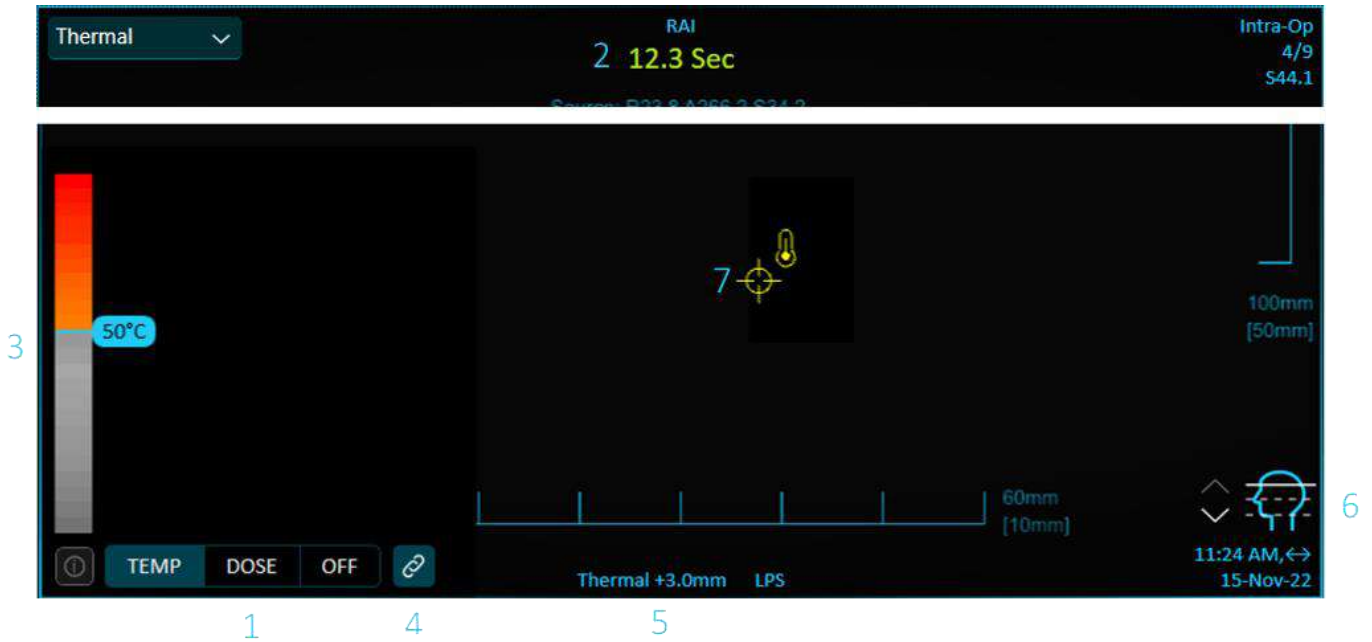 Thermal
RAI
2 12.3 Sec
Intra-Op
4/9
S44.1
50°C
3
7
100mm
[50mm]
60mm
[10mm]
6
TEMP DOSE OFF
11:24 AM,↔
15-Nov-22
Thermal +3.0mm LPS
1 4 5